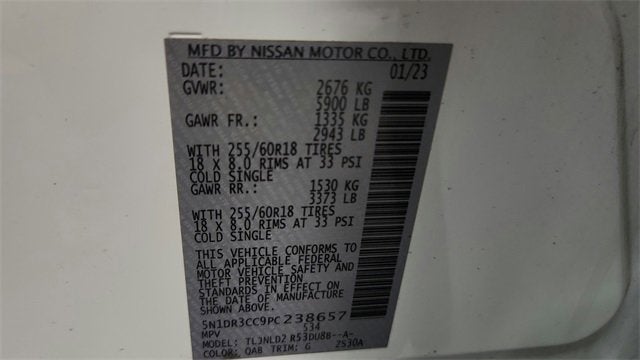 MFD BY NISSAN MOTOR CO., LTD.
DATE: 01/23
GVWR: 2676 KG
5900 LB
GAWR FR.: 1335 KG
2943 LB
WITH 255/60R18 TIRES
18 X 8.0 RIMS AT 33 PSI
COLD SINGLE
GAWR RR.: 1530 KG
3373 LB
WITH 255/60R18 TIRES
18 X 8.0 RIMS AT 33 PSI
COLD SINGLE
THIS VEHICLE CONFORMS TO
ALL APPLICABLE FEDERAL
MOTOR VEHICLE SAFETY AND
THEFT PREVENTION
STANDARDS IN EFFECT ON
THE DATE OF MANUFACTURE
SHOWN ABOVE.
5N1DR3CC9PC238657
MPV 534
MODEL:
COLOR: QAB TRIM: G 2S30A